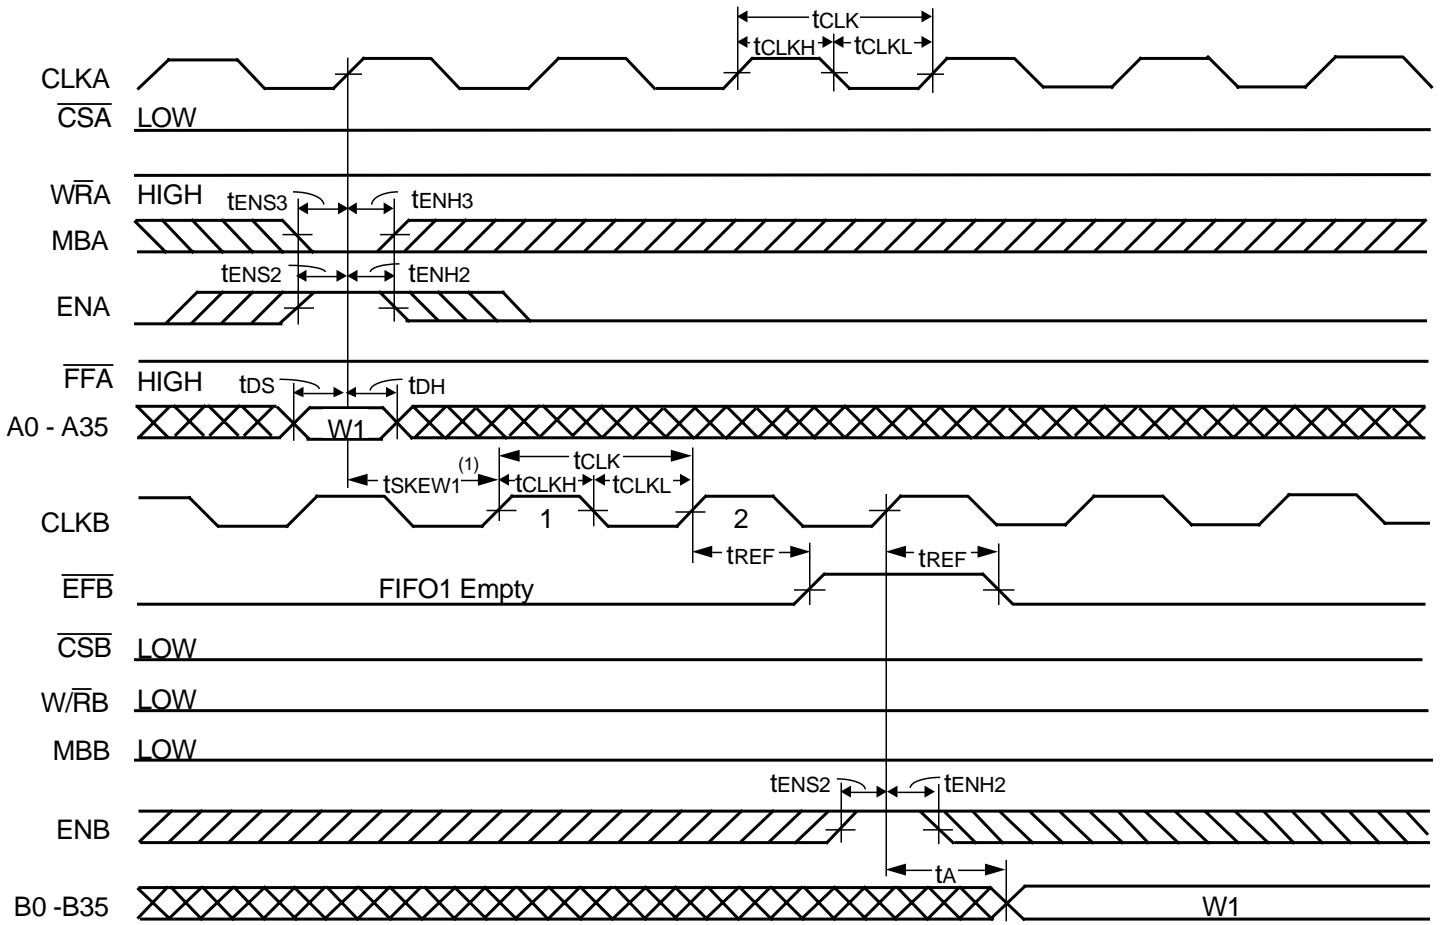 tCLK
tCLKH tCLKL
CLKA
CSA LOW
WRA HIGH
tENS3 tENH3
MBA
tENS2 tENH2
ENA
FFA HIGH
tDS tDH
A0 - A35 W1
tSKEW1 (1) tCLK
tCLKH tCLKL
CLKB 1 2
tREF tREF
EFB FIFO1 Empty
CSB LOW
W/RB LOW
MBB LOW
tENS2 tENH2
ENB
tA
B0 -B35 W1